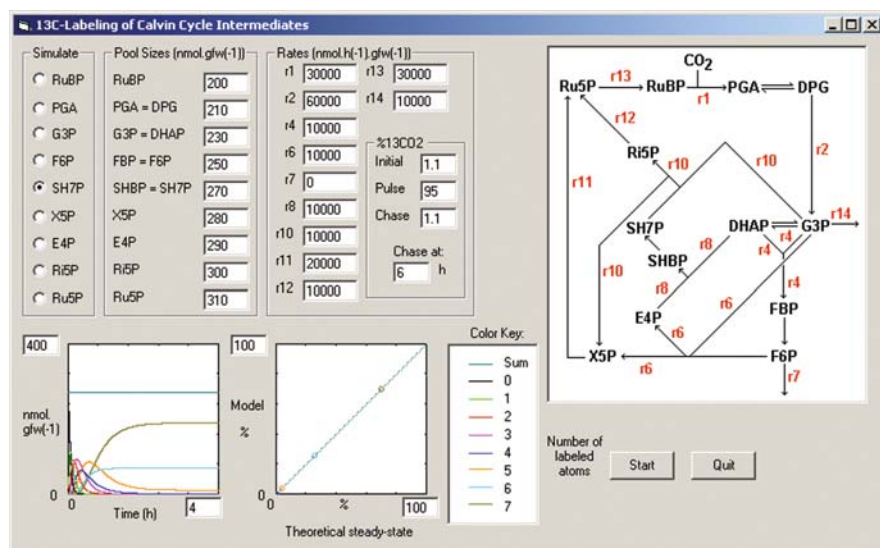 13C-Labeling of Calvin Cycle Intermediates
Simulate
RuBP
PGA
G3P
F6P
SH7P
X5P
E4P
Ri5P
Ru5P
Pool Sizes (nmol.gfw(-1))
RuBP 200
PGA = DPG 210
G3P = DHAP 230
FBP = F6P 250
SHBP = SH7P 270
X5P 280
E4P 290
Ri5P 300
Ru5P 310
Rates (nmol.h(-1).gfw(-1))
r1 30000 r13 30000
r2 60000 r14 10000
r4 10000
r6 10000
r7 0
r8 10000
r10 10000
r11 20000
r12 10000
%13CO2
Initial 1.1
Pulse 95
Chase 1.1
Chase at:
6 h
CO2
Ru5P r13 RuBP r1 PGA DPG
r12
Ri5P
r10 r10 r2
r11
SH7P DHAP r4 G3P r14
r8 r4
SHBP
r10 r8 r6 r4
E4P FBP
r6
X5P r6 F6P
r7
400
nmol.
gfw(-1)
0
0
Time (h)
4
100
Model
%
0
0
%
100
Theoretical steady-state
Color Key:
Sum
0
1
2
3
4
5
6
7
Number of
labeled
atoms
Start
Quit